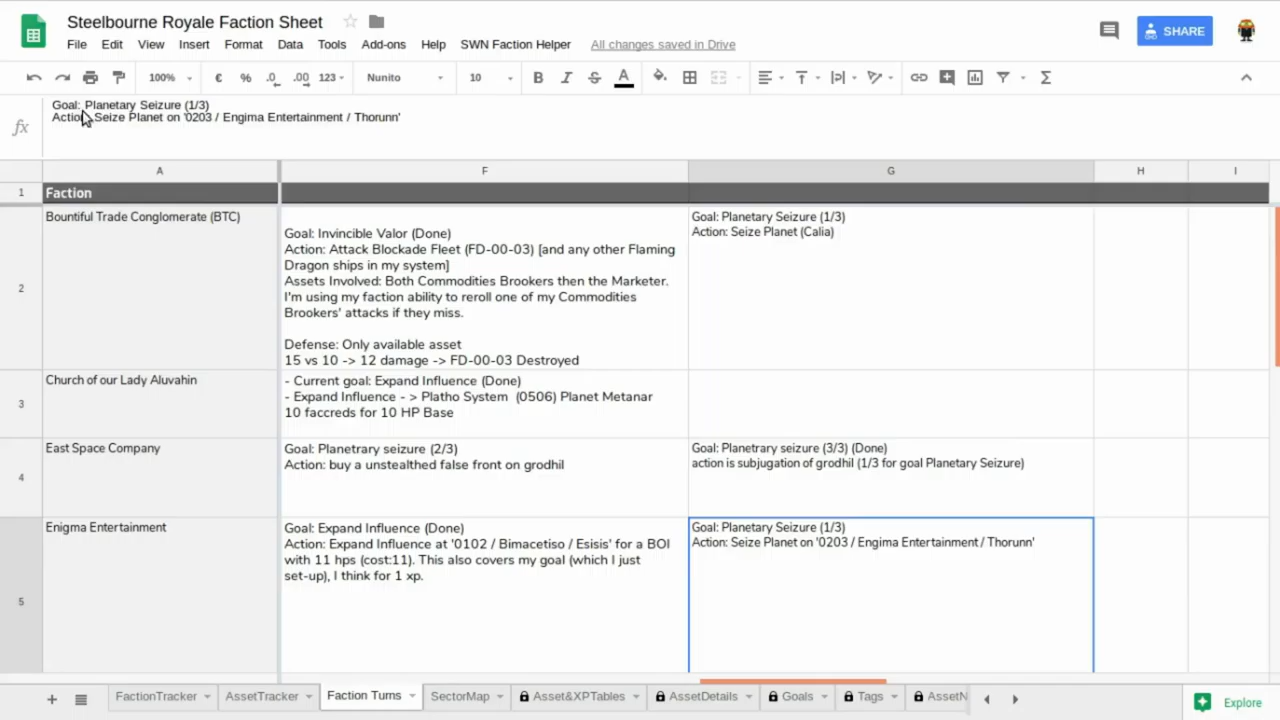 Steelbourne Royale Faction Sheet
File Edit View Insert Format Data Tools Add-ons Help SWN Faction Helper All changes saved in Drive
SHARE
100% € % .0 .00 123 Nunito 10 B I S A
fx
Goal: Planetary Seizure (1/3)
Action: Seize Planet on '0203 / Engima Entertainment / Thorunn'
A F G H I
1 Faction
2 Bountiful Trade Conglomerate (BTC)
Goal: Invincible Valor (Done)
Action: Attack Blockade Fleet (FD-00-03) [and any other Flaming
Dragon ships in my system]
Assets Involved: Both Commodities Brookers then the Marketer.
I'm using my faction ability to reroll one of my Commodities
Brookers' attacks if they miss.
Defense: Only available asset
15 vs 10 -> 12 damage -> FD-00-03 Destroyed
Goal: Planetary Seizure (1/3)
Action: Seize Planet (Calia)
3 Church of our Lady Aluvahin
- Current goal: Expand Influence (Done)
- Expand Influence - > Platho System (0506) Planet Metanar
10 faccreds for 10 HP Base
4 East Space Company
Goal: Planetrary seizure (2/3)
Action: buy a unstealthed false front on grodhil
Goal: Planetrary seizure (3/3) (Done)
action is subjugation of grodhil (1/3 for goal Planetary Seizure)
5 Enigma Entertainment
Goal: Expand Influence (Done)
Action: Expand Influence at '0102 / Bimacetiso / Esisis' for a BOI
with 11 hps (cost:11). This also covers my goal (which I just
set-up), I think for 1 xp.
Goal: Planetary Seizure (1/3)
Action: Seize Planet on '0203 / Engima Entertainment / Thorunn'
FactionTracker AssetTracker Faction Turns SectorMap Asset&XPTables AssetDetails Goals Tags AssetN
Explore